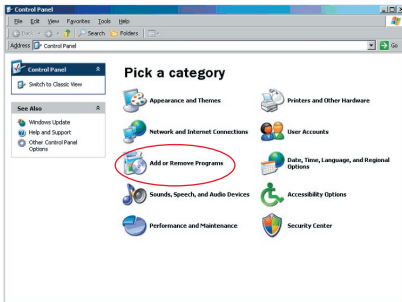 Control Panel
File Edit View Favorites Tools Help
Back Search Folders
Address Control Panel Go
Control Panel
Switch to Classic View
See Also
Windows Update
Help and Support
Other Control Panel
Options
Pick a category
Appearance and Themes
Printers and Other Hardware
Network and Internet Connections
User Accounts
Add or Remove Programs
Date, Time, Language, and Regional
Options
Sounds, Speech, and Audio Devices
Accessibility Options
Performance and Maintenance
Security Center